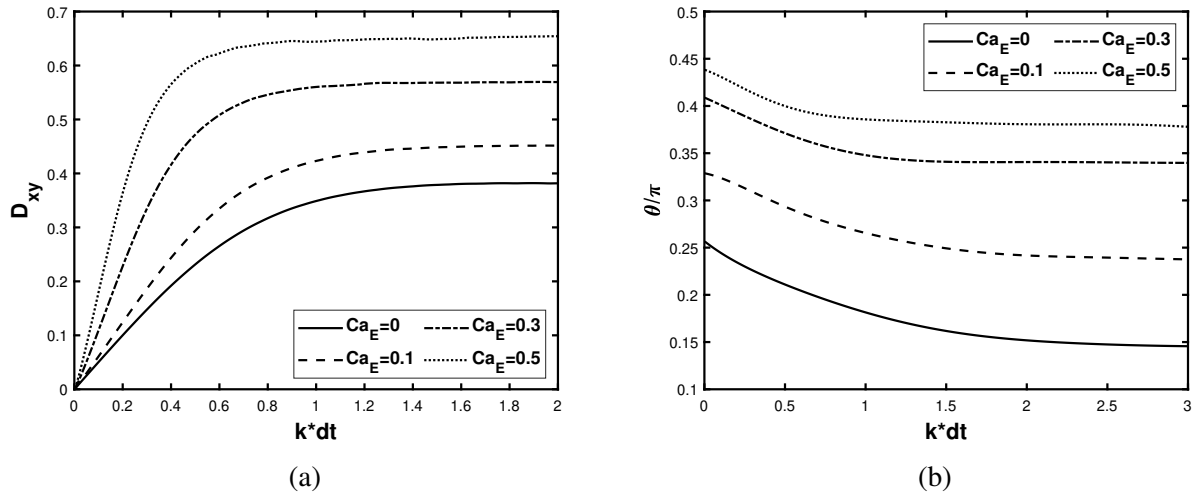 0.7
0.6
0.5
0.4
0.3
0.2
0.1
0
D_xy
0 0.2 0.4 0.6 0.8 1 1.2 1.4 1.6 1.8 2
k*dt
Ca_E=0 Ca_E=0.3
Ca_E=0.1 Ca_E=0.5
(a)
0.5
0.45
0.4
0.35
0.3
0.25
0.2
0.15
0.1
θ/π
0 0.5 1 1.5 2 2.5 3
k*dt
Ca_E=0 Ca_E=0.3
Ca_E=0.1 Ca_E=0.5
(b)